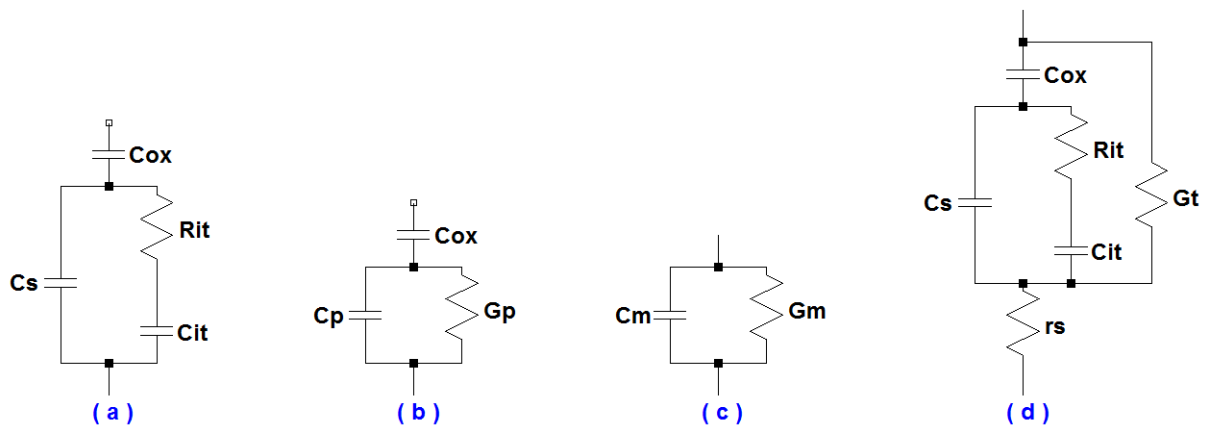 Cox
Rit
Cs
Cit
( a )
Cox
Cp
Gp
( b )
Cm
Gm
( c )
Cox
Rit
Cs
Gt
Cit
rs
( d )